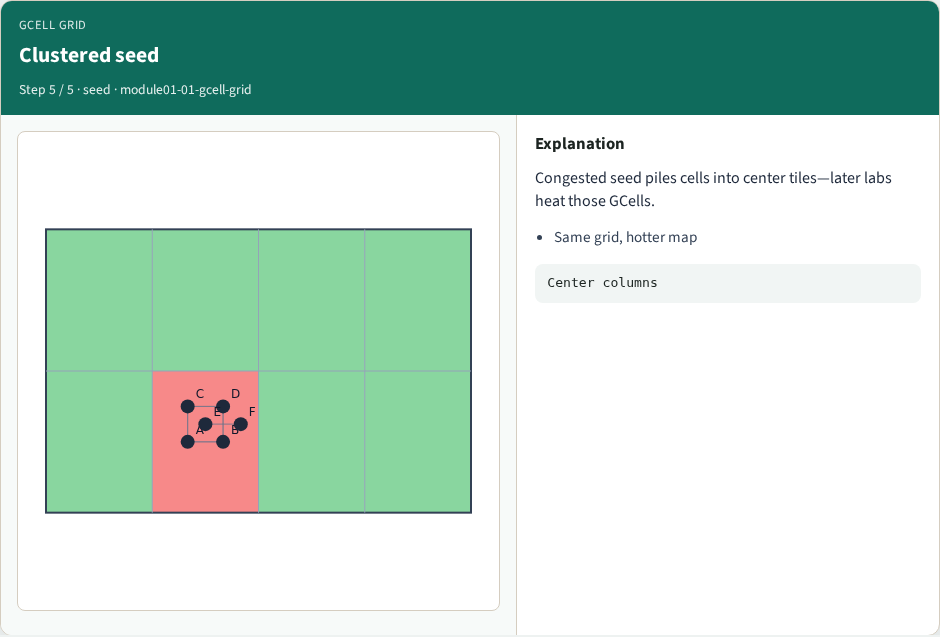 GCELL GRID
Clustered seed
Step 5 / 5 · seed · module01-01-gcell-grid
C
D
E
F
A
B
Explanation
Congested seed piles cells into center tiles—later labs
heat those GCells.
• Same grid, hotter map
Center columns